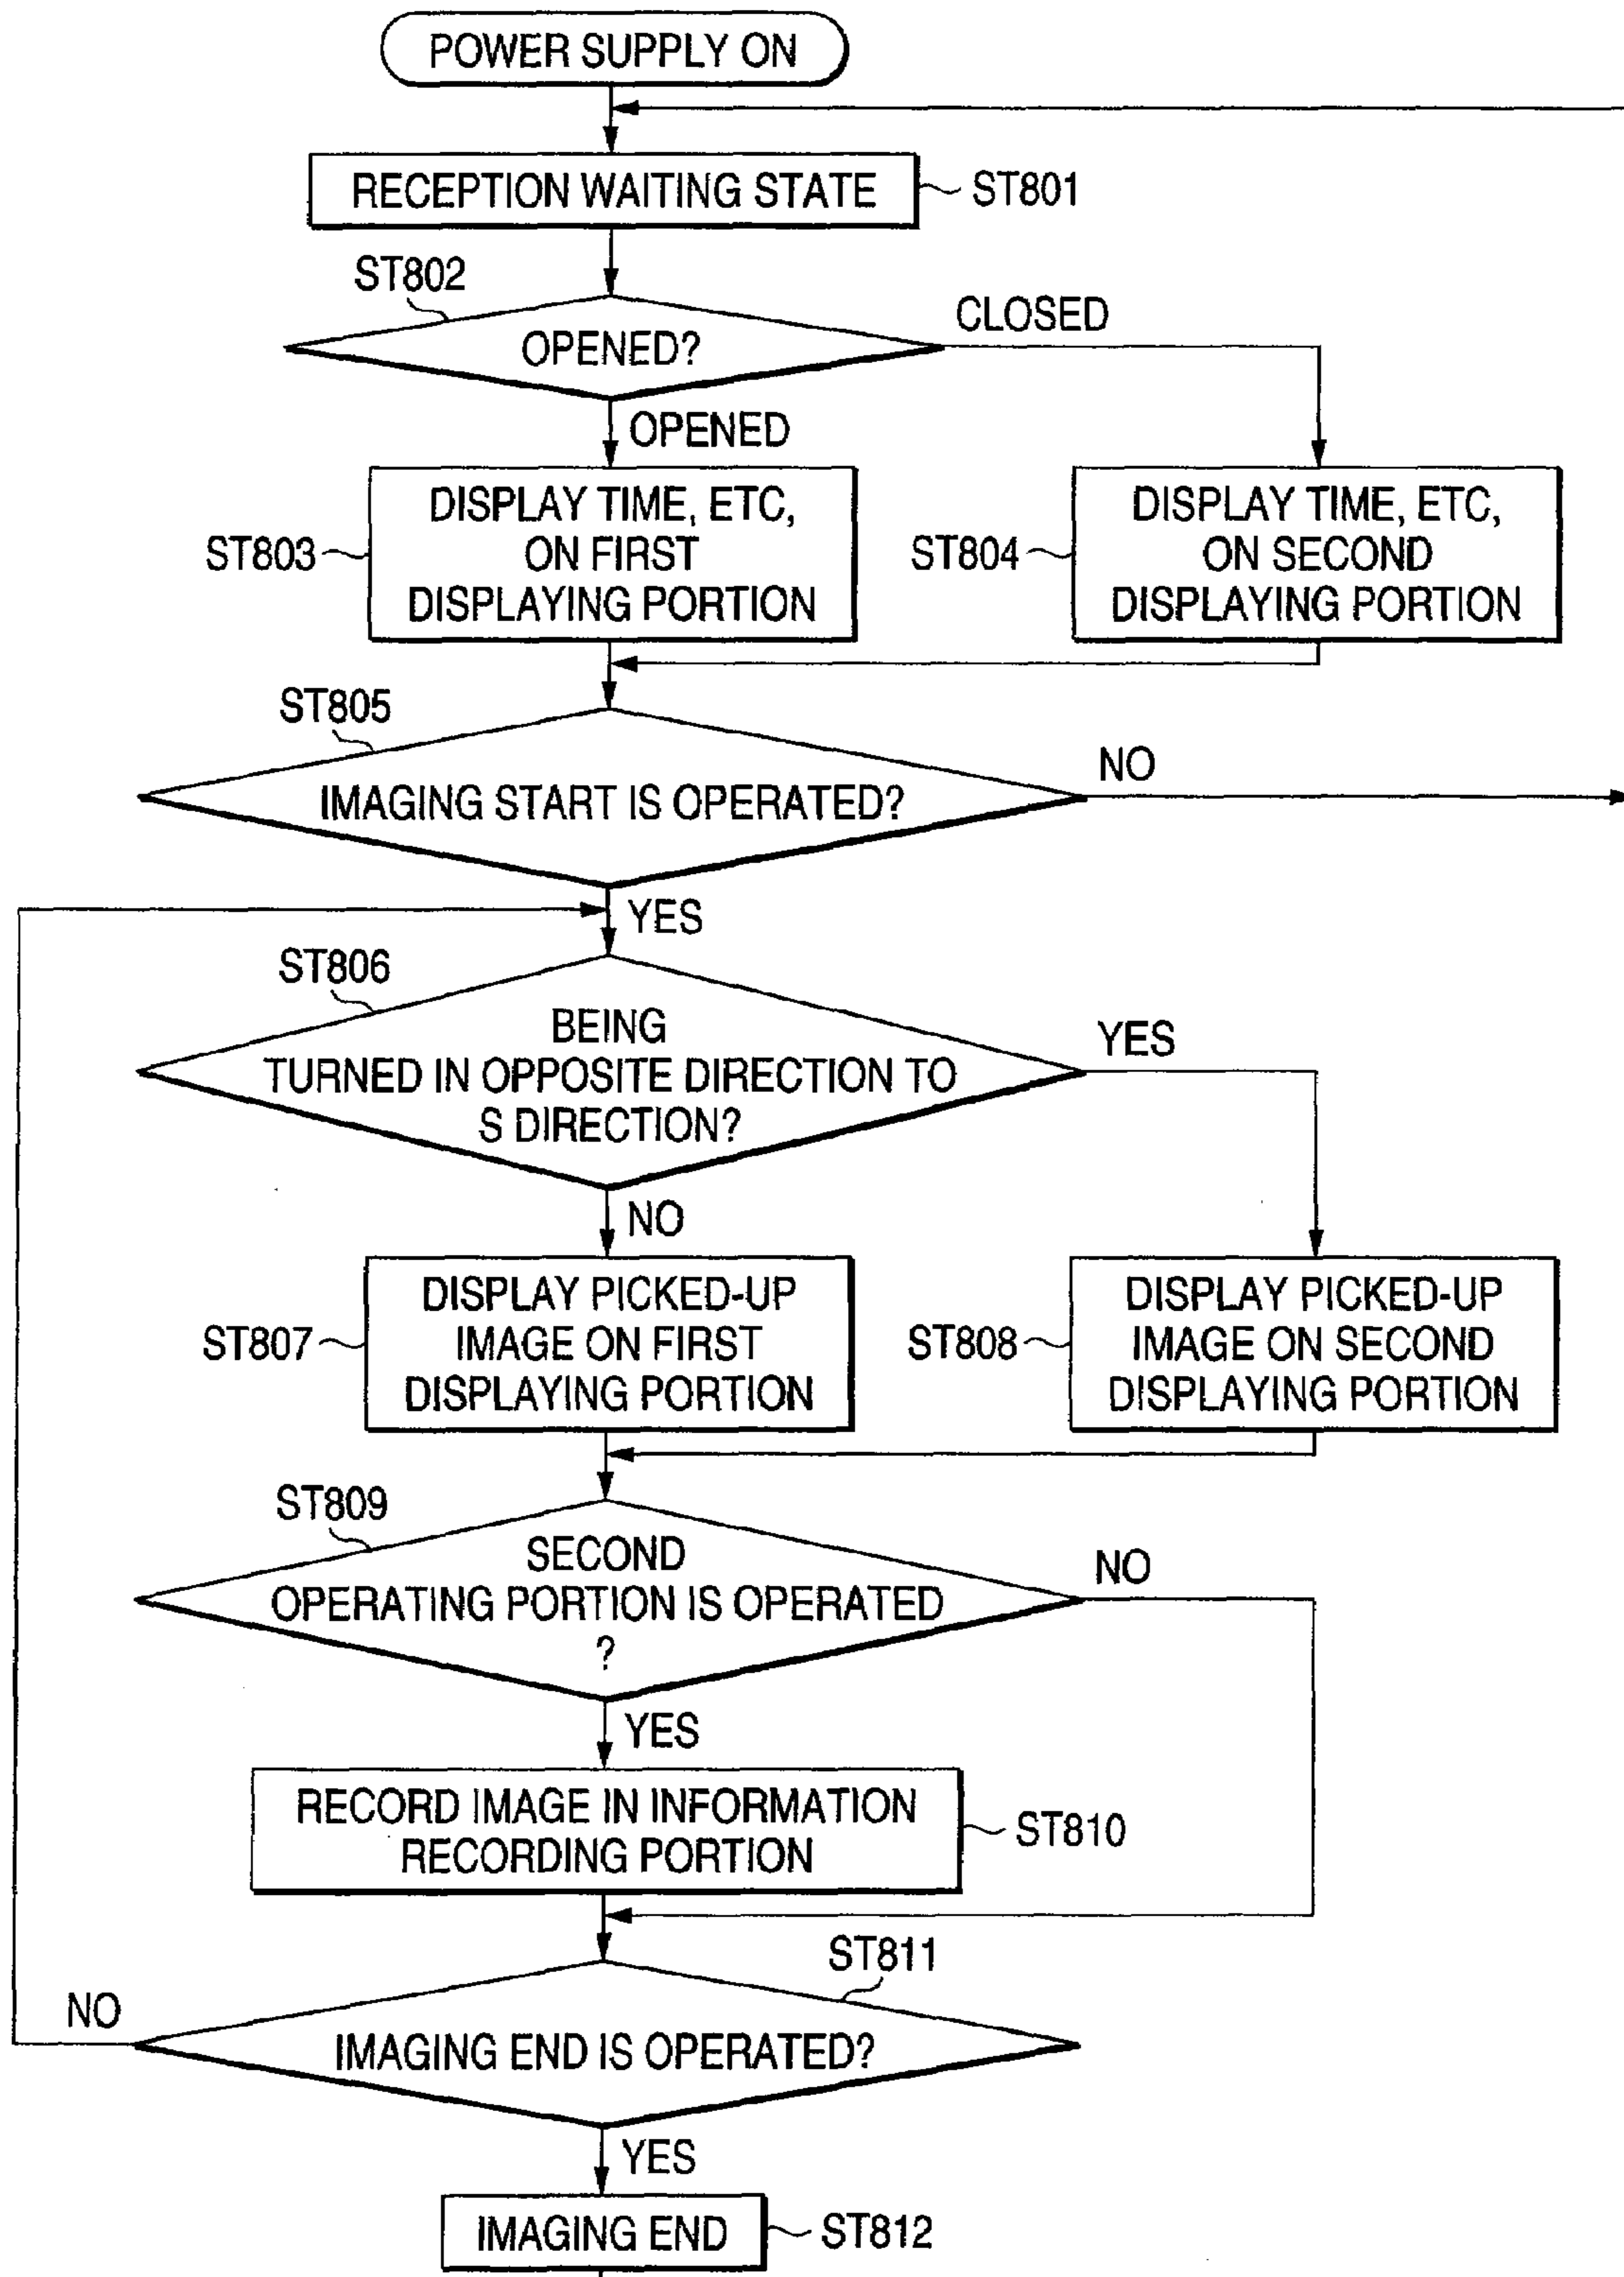 POWER SUPPLY ON
RECEPTION WAITING STATE
ST801
ST802
OPENED?
CLOSED
OPENED
ST803
DISPLAY TIME, ETC,
ON FIRST
DISPLAYING PORTION
ST804
DISPLAY TIME, ETC,
ON SECOND
DISPLAYING PORTION
ST805
IMAGING START IS OPERATED?
NO
YES
ST806
BEING
TURNED IN OPPOSITE DIRECTION TO
S DIRECTION?
YES
NO
ST807
DISPLAY PICKED-UP
IMAGE ON FIRST
DISPLAYING PORTION
ST808
DISPLAY PICKED-UP
IMAGE ON SECOND
DISPLAYING PORTION
ST809
SECOND
OPERATING PORTION IS OPERATED
?
NO
YES
RECORD IMAGE IN INFORMATION
RECORDING PORTION
ST810
ST811
NO
IMAGING END IS OPERATED?
YES
IMAGING END
ST812